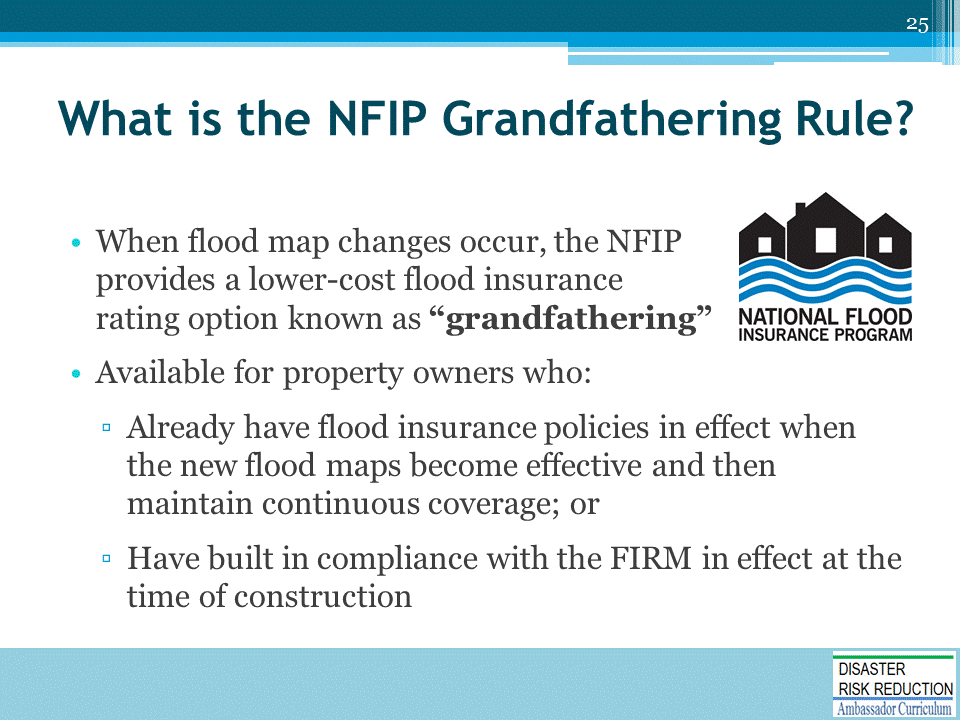 25
What is the NFIP Grandfathering Rule?
• When flood map changes occur, the NFIP
provides a lower-cost flood insurance
rating option known as “grandfathering”
NATIONAL FLOOD
INSURANCE PROGRAM
• Available for property owners who:
▫ Already have flood insurance policies in effect when
the new flood maps become effective and then
maintain continuous coverage; or
▫ Have built in compliance with the FIRM in effect at the
time of construction
DISASTER
RISK REDUCTION
Ambassador Curriculum